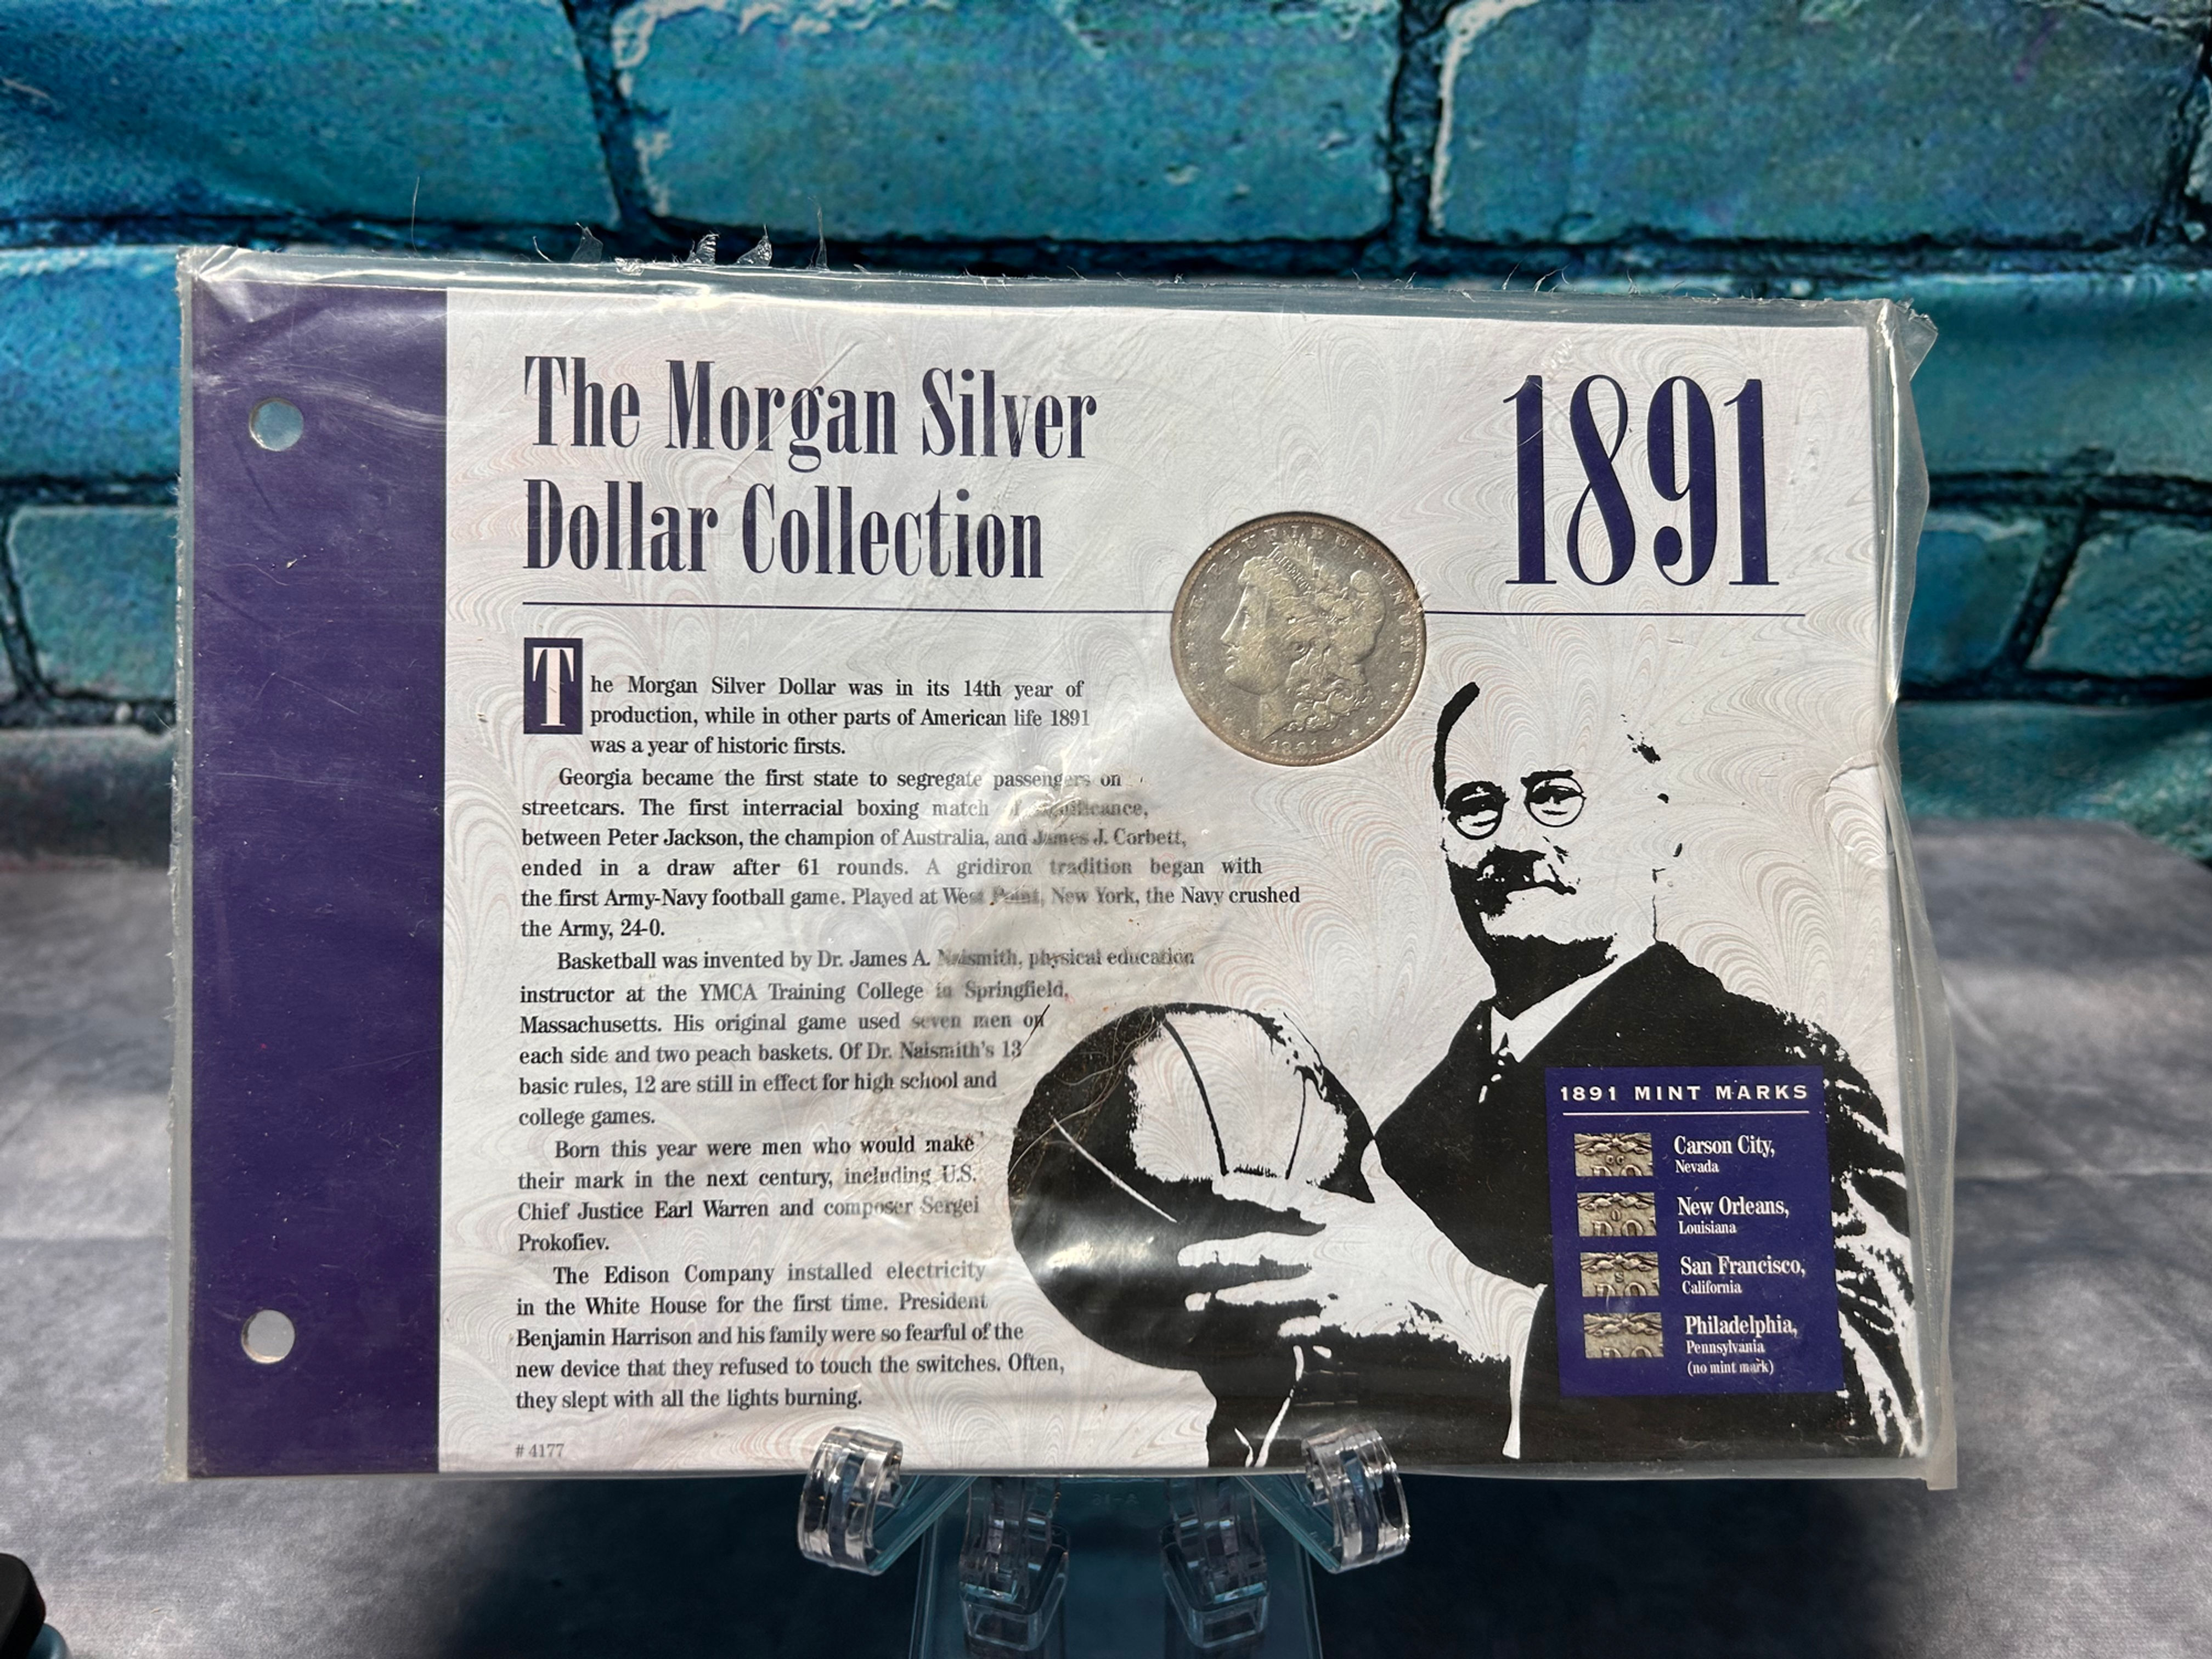 The Morgan Silver
Dollar Collection
1891
E PLURIBUS UNUM
1891
The Morgan Silver Dollar was in its 14th year of
production, while in other parts of American life 1891
was a year of historic firsts.
Georgia became the first state to segregate passengers on
streetcars. The first interracial boxing match of significance,
between Peter Jackson, the champion of Australia, and James J. Corbett,
ended in a draw after 61 rounds. A gridiron tradition began with
the first Army-Navy football game. Played at West Point, New York, the Navy crushed
the Army, 24-0.
Basketball was invented by Dr. James A. Naismith, physical education
instructor at the YMCA Training College in Springfield,
Massachusetts. His original game used seven men on
each side and two peach baskets. Of Dr. Naismith's 13
basic rules, 12 are still in effect for high school and
college games.
Born this year were men who would make
their mark in the next century, including U.S.
Chief Justice Earl Warren and composer Sergei
Prokofiev.
The Edison Company installed electricity
in the White House for the first time. President
Benjamin Harrison and his family were so fearful of the
new device that they refused to touch the switches. Often,
they slept with all the lights burning.
# 4177
1891 MINT MARKS
Carson City,
Nevada
New Orleans,
Louisiana
San Francisco,
California
Philadelphia,
Pennsylvania
(no mint mark)